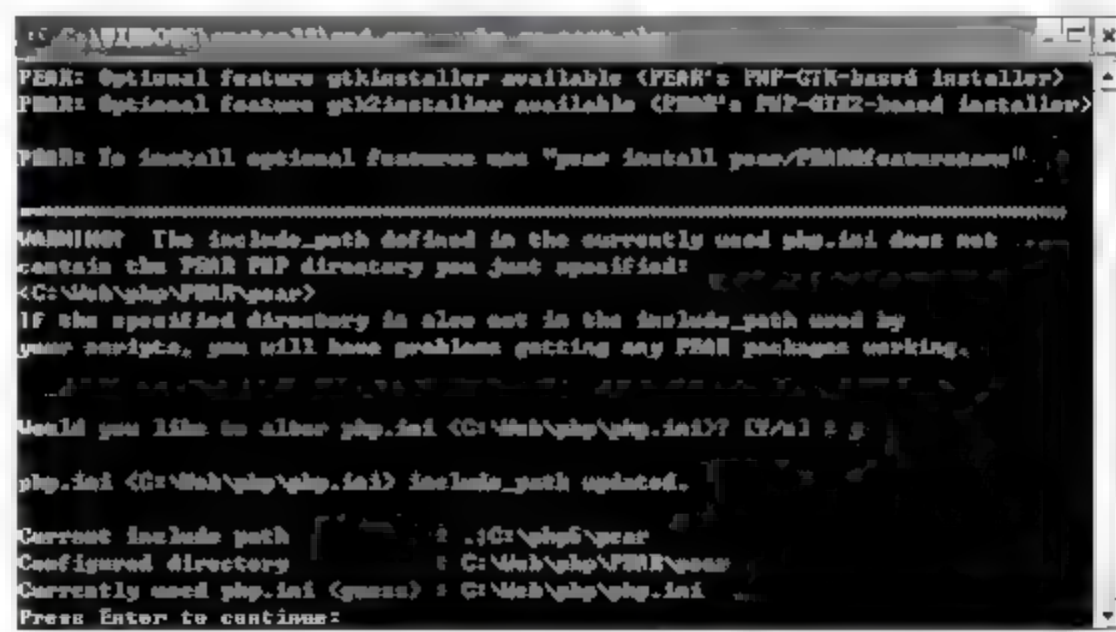 PEAR: Optional feature gtkinstaller available <PEAR's PHP-GTK-based installer>
PEAR: Optional feature gtk2installer available <PEAR's PHP-GTK2-based installer>
PEAR: To install optional features use "pear install pear/PEAR#featurename"
WARNING! The include_path defined in the currently used php.ini does not
contain the PEAR PHP directory you just specified:
<C:\Web\php\PEAR\pear>
If the specified directory is also not in the include_path used by
your scripts, you will have problems getting any PEAR packages working.
Would you like to alter php.ini <C:\Web\php\php.ini>? [Y/n] : y
php.ini <C:\Web\php\php.ini> include_path updated.
Current include path : .;C:\php5\pear
Configured directory : C:\Web\php\PEAR\pear
Currently used php.ini <guess> : C:\Web\php\php.ini
Press Enter to continue: